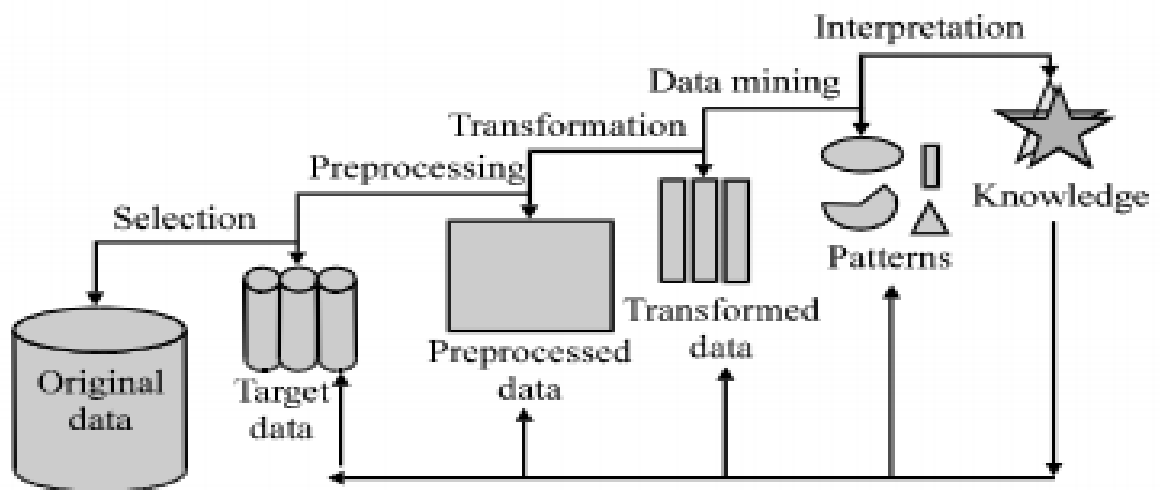 Interpretation
Data mining
Transformation
Preprocessing
Selection
Knowledge
Patterns
Transformed
data
Preprocessed
data
Target
data
Original
data